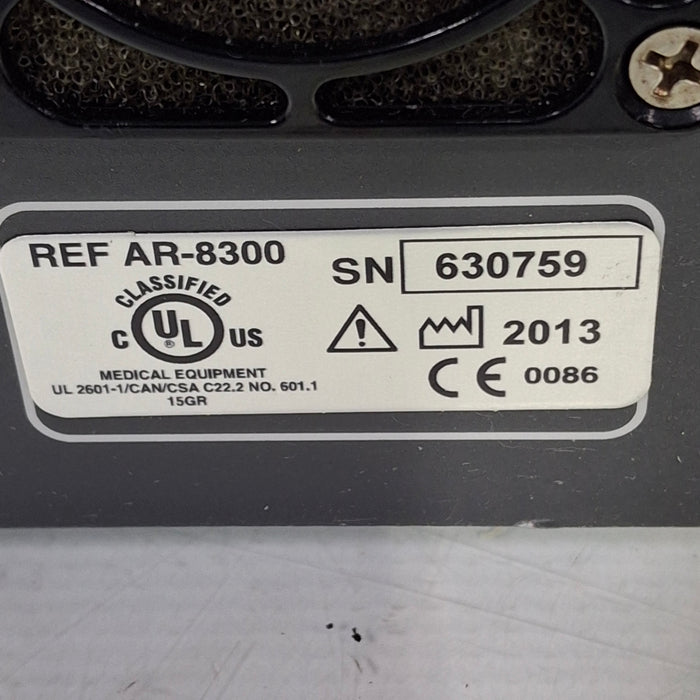 REF AR-8300
SN 630759
CLASSIFIED
C UL® US
2013
MEDICAL EQUIPMENT
UL 2601-1/CAN/CSA C22.2 NO. 601.1
15GR
CE 0086